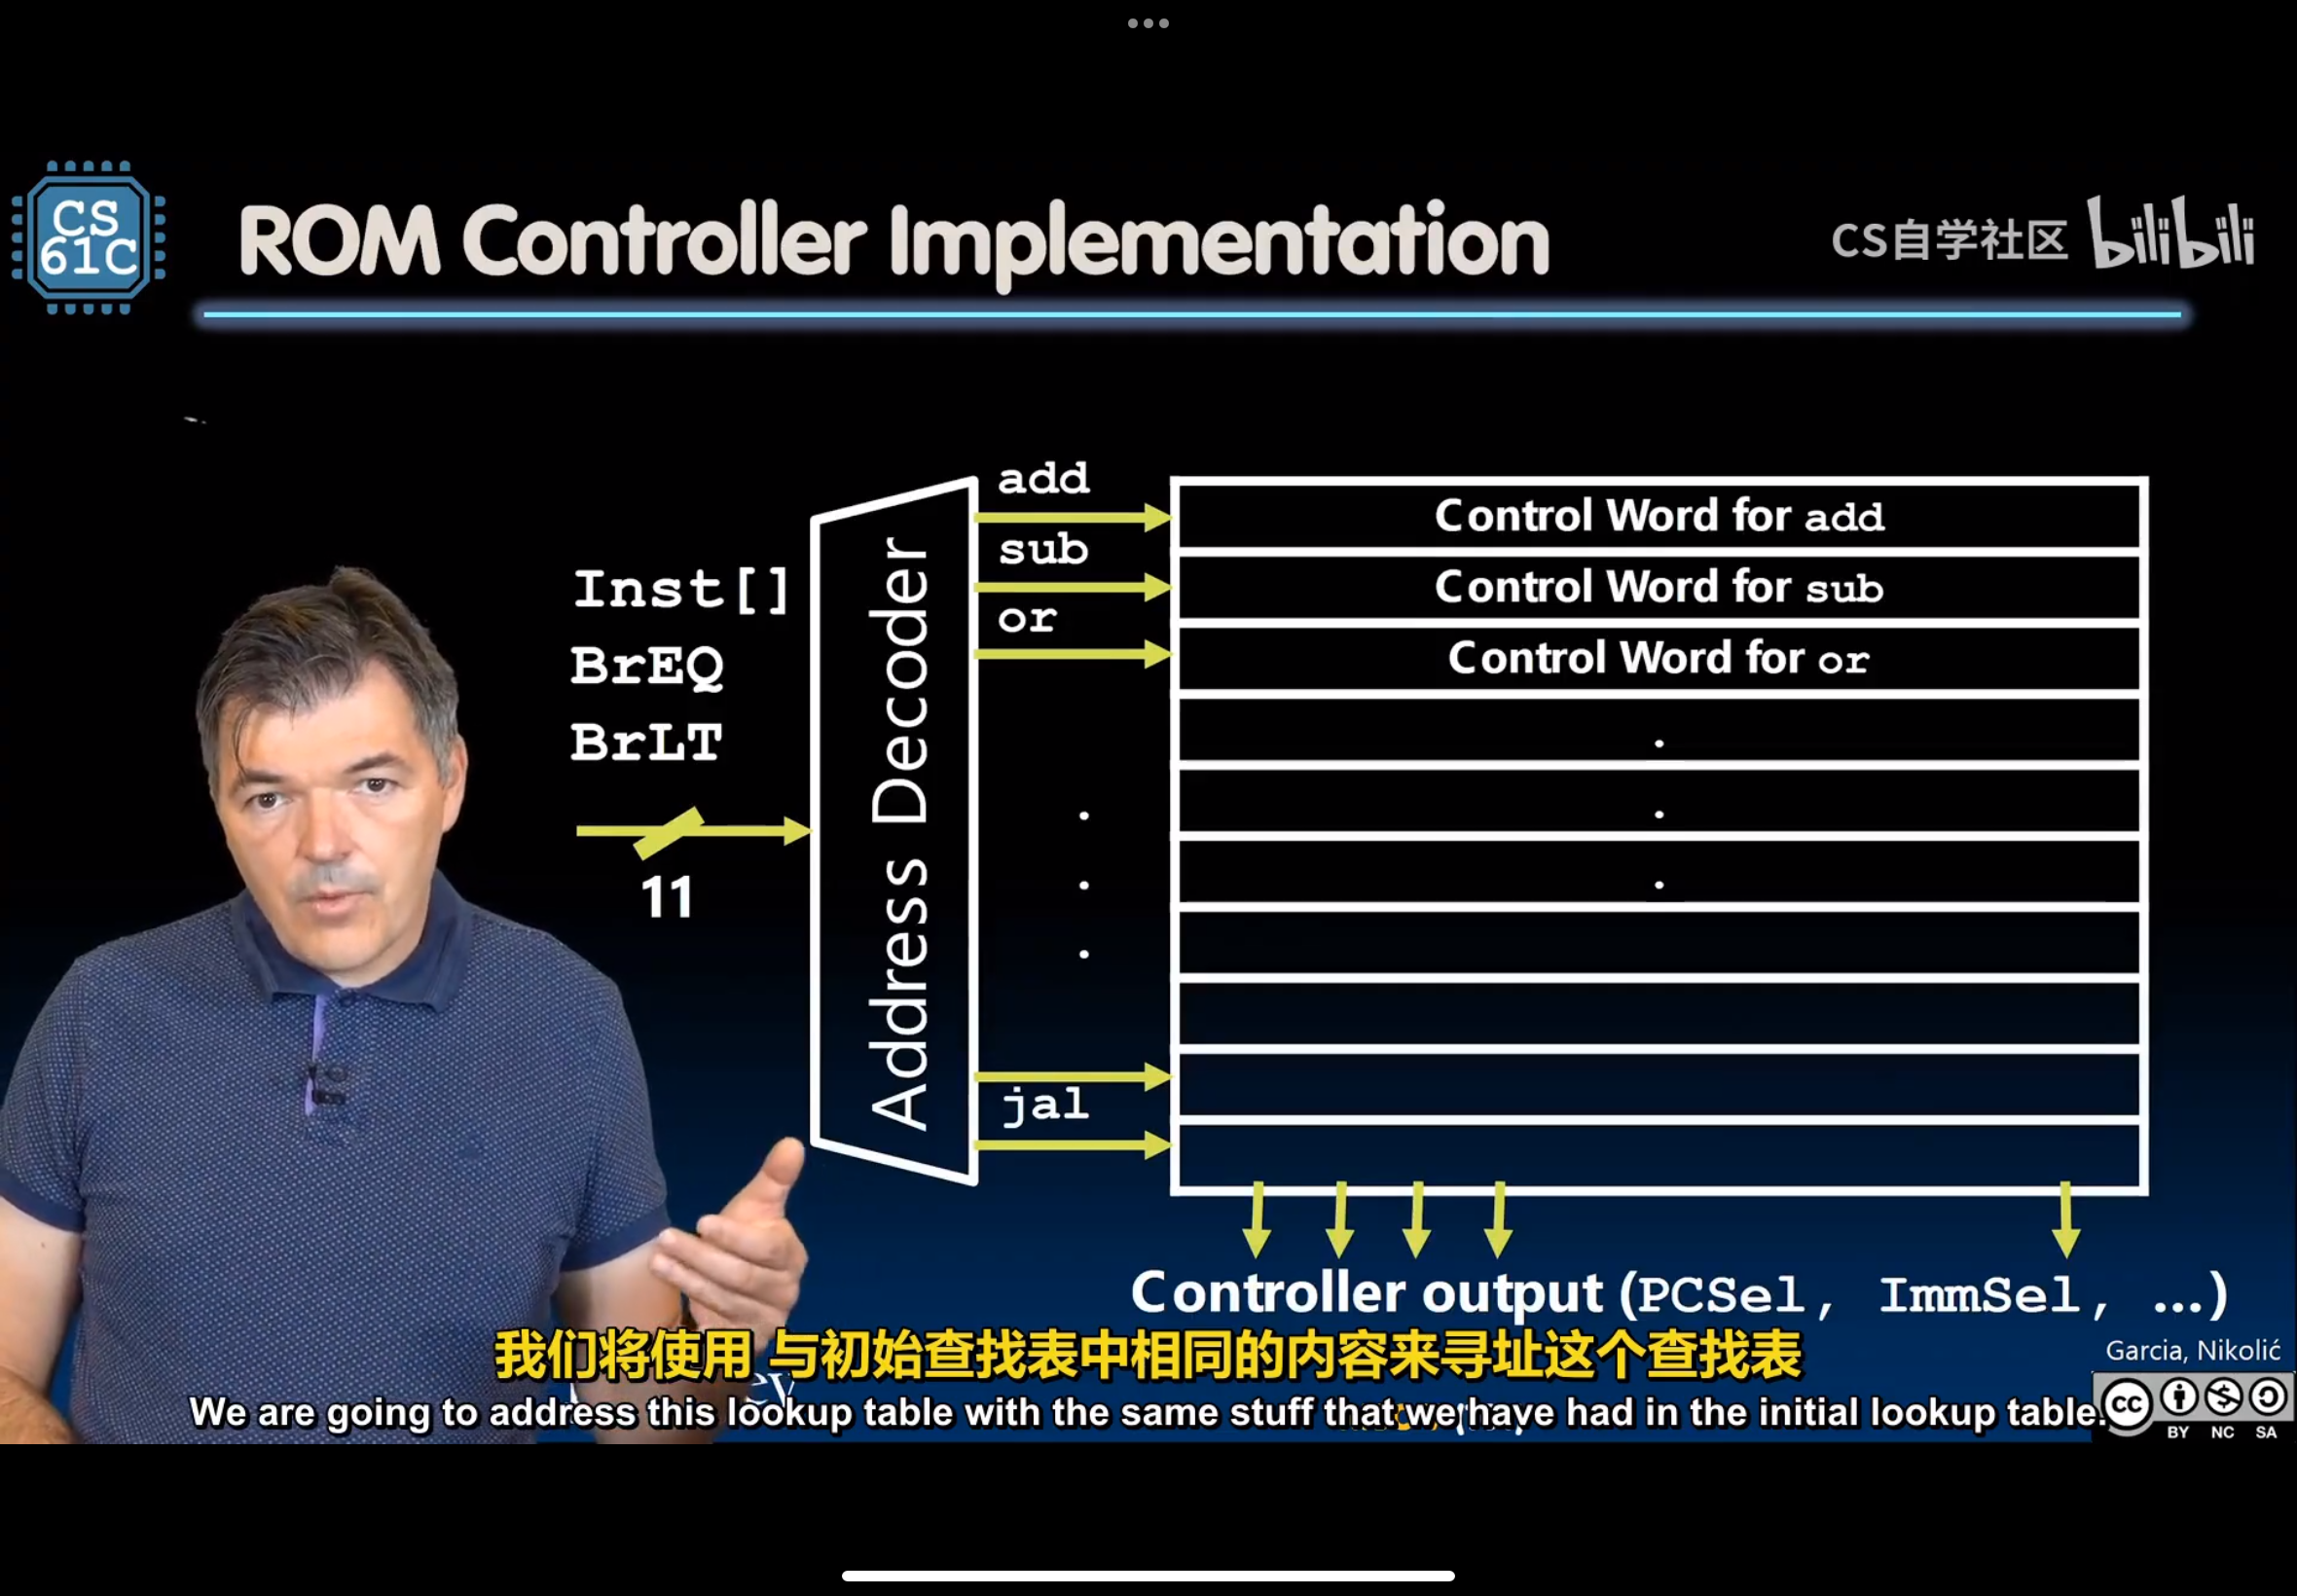 CS
61C
ROM Controller Implementation
CS自学社区 bilibili
add
Control Word for add
sub
Control Word for sub
or
Control Word for or
Inst[]
BrEQ
BrLT
11
Address Decoder
jal
Controller output (PCSel, ImmSel, …)
我们将使用 与初始查找表中相同的内容来寻址这个查找表
Garcia, Nikolić
We are going to address this lookup table with the same stuff that we have had in the initial lookup table.
cc
BY NC SA